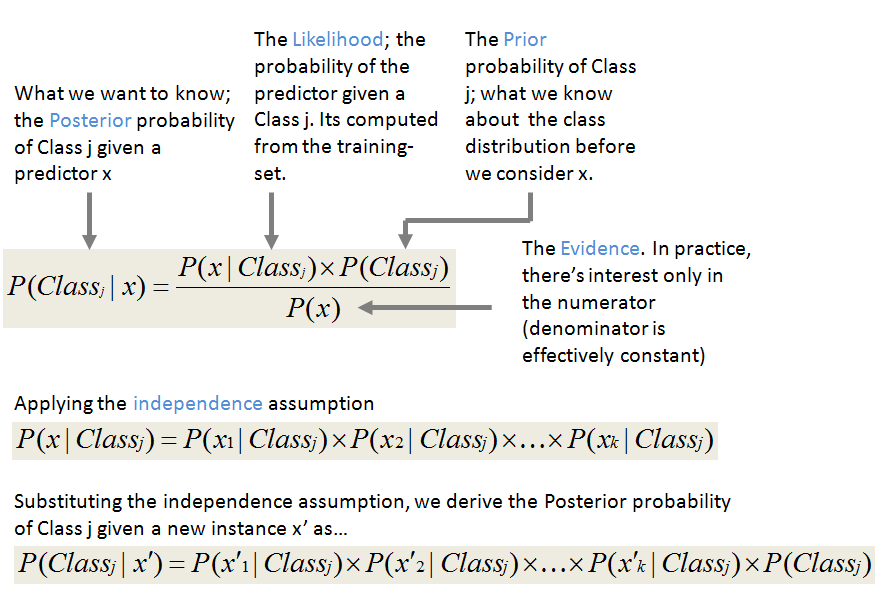 What we want to know;
the Posterior probability
of Class j given a
predictor x
The Likelihood; the
probability of the
predictor given a
Class j. Its computed
from the training-
set.
The Prior
probability of Class
j; what we know
about the class
distribution before
we consider x.
P(Classⱼ | x) = P(x | Classⱼ) × P(Classⱼ)
P(x)
The Evidence. In practice,
there's interest only in
the numerator
(denominator is
effectively constant)
Applying the independence assumption
P(x | Classⱼ) = P(x₁ | Classⱼ) × P(x₂ | Classⱼ) × … × P(xₖ | Classⱼ)
Substituting the independence assumption, we derive the Posterior probability
of Class j given a new instance x’ as…
P(Classⱼ | x′) = P(x′₁ | Classⱼ) × P(x′₂ | Classⱼ) × … × P(x′ₖ | Classⱼ) × P(Classⱼ)